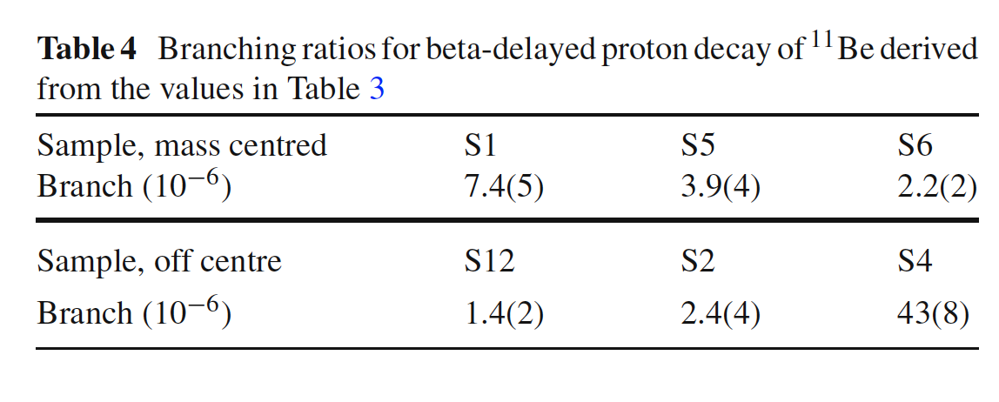 Table 4 Branching ratios for beta-delayed proton decay of ¹¹Be derived
from the values in Table 3
Sample, mass centred S1 S5 S6
Branch (10⁻⁶) 7.4(5) 3.9(4) 2.2(2)
Sample, off centre S12 S2 S4
Branch (10⁻⁶) 1.4(2) 2.4(4) 43(8)